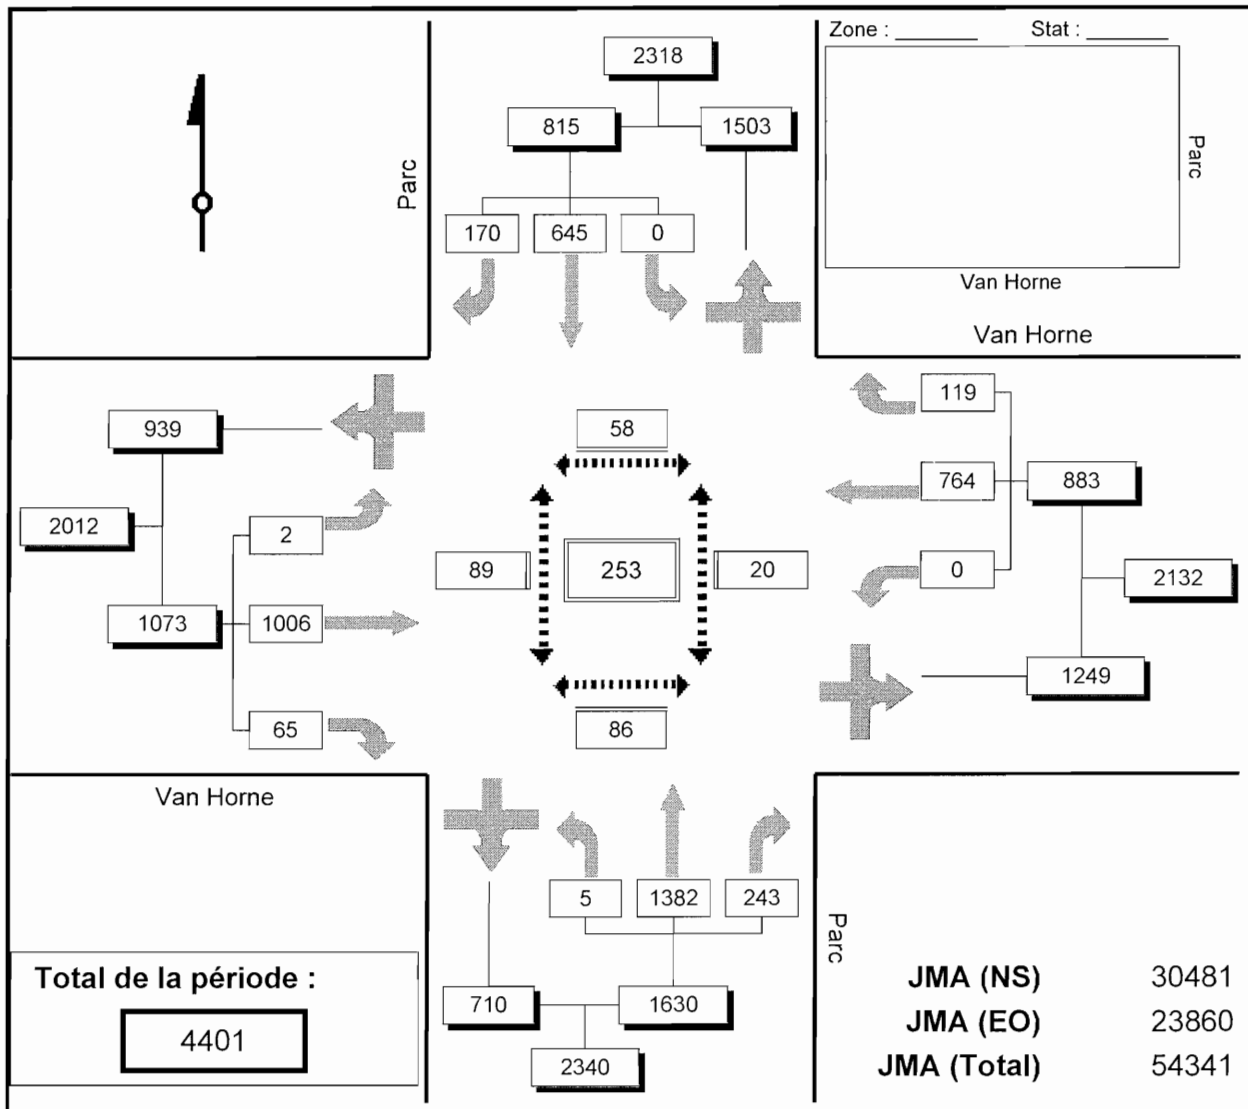 Zone : ______ Stat : ______
2318
815 1503
Parc
Parc
170 645 0
Van Horne
Van Horne
119
939
58
764 883
2012
2
89 253 20
0 2132
1073 1006
1249
65
86
Van Horne
5 1382 243
Parc
Total de la période :
JMA (NS) 30481
710 1630
JMA (EO) 23860
4401
2340
JMA (Total) 54341